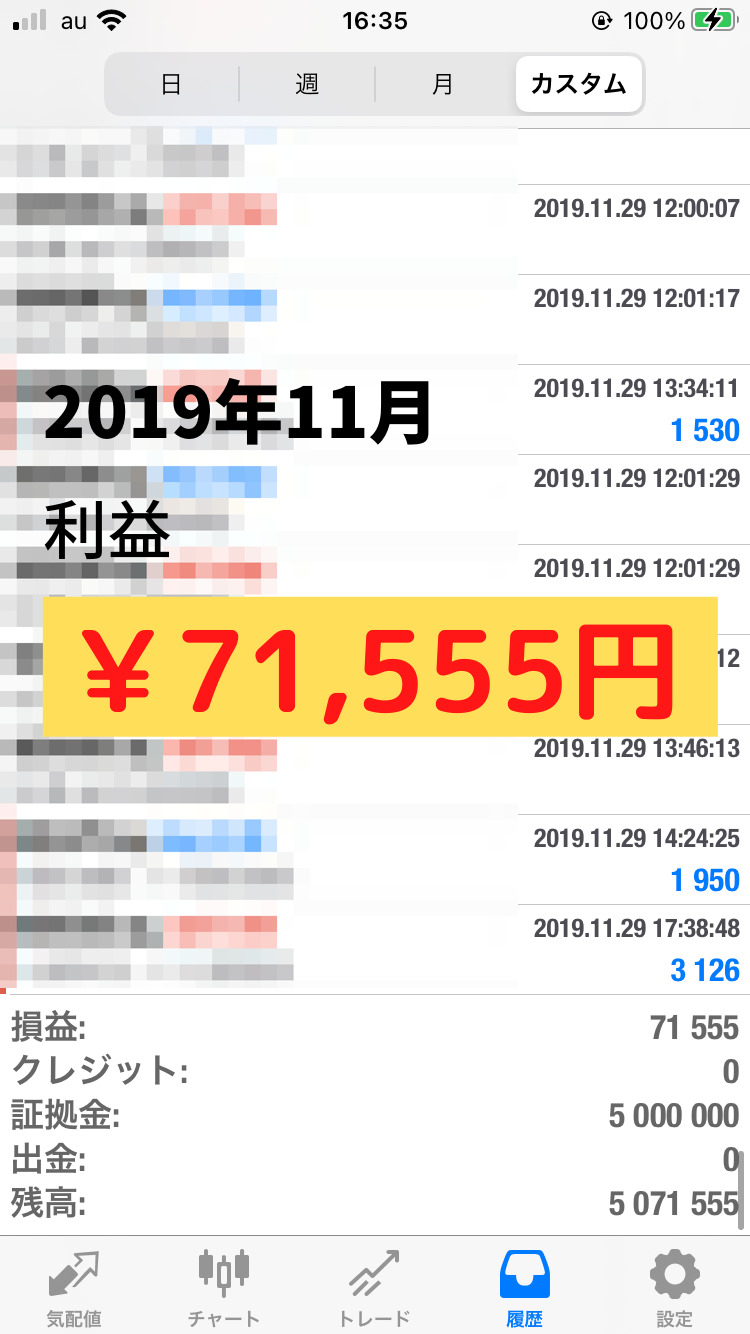 au 16:35 100%
日 週 月 カスタム
2019.11.29 12:00:07
2019.11.29 12:01:17
2019.11.29 13:34:11
2019年11月
1 530
2019.11.29 12:01:29
利益
2019.11.29 12:01:29
¥71,555円
12
2019.11.29 13:46:13
2019.11.29 14:24:25
1 950
2019.11.29 17:38:48
3 126
損益: 71 555
クレジット: 0
証拠金: 5 000 000
出金: 0
残高: 5 071 555
気配値 チャート トレード 履歴 設定